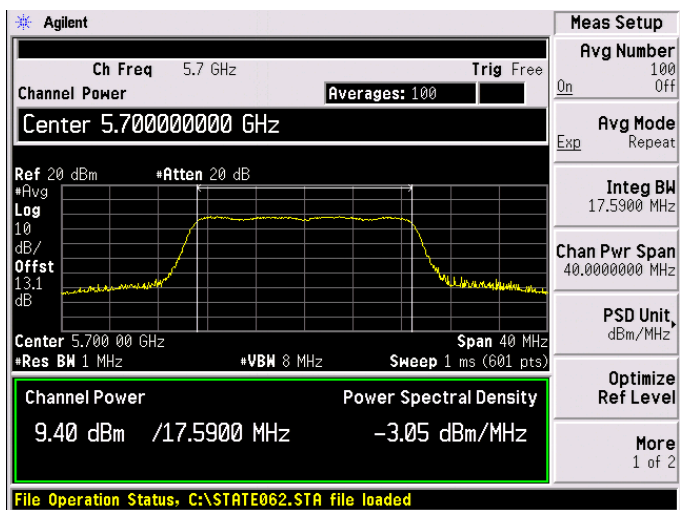 Agilent
Ch Freq 5.7 GHz Trig Free
Channel Power Averages: 100
Center 5.700000000 GHz
Ref 20 dBm #Atten 20 dB
#Avg
Log
10
dB/
Offst
13.1
dB
Center 5.700 00 GHz Span 40 MHz
#Res BW 1 MHz #VBW 8 MHz Sweep 1 ms (601 pts)
Channel Power Power Spectral Density
9.40 dBm /17.5900 MHz -3.05 dBm/MHz
File Operation Status, C:\STATE062.STA file loaded
Meas Setup
Avg Number
100
On Off
Avg Mode
Exp Repeat
Integ BW
17.5900 MHz
Chan Pwr Span
40.0000000 MHz
PSD Unit
dBm/MHz
Optimize
Ref Level
More
1 of 2